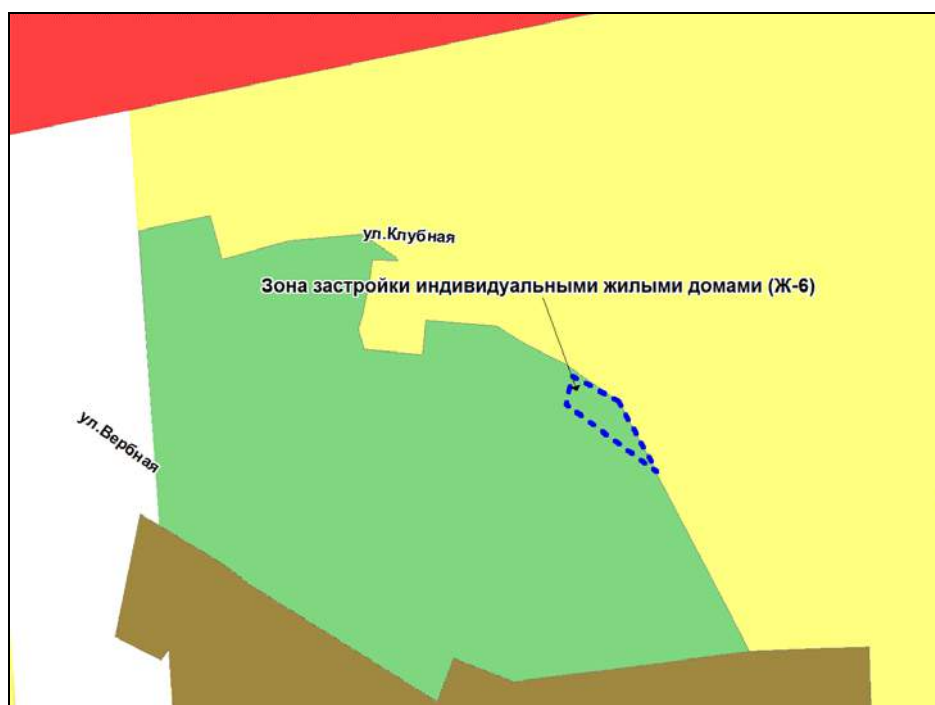 ул.Клубная
Зона застройки индивидуальными жилыми домами (Ж-6)
ул.Вербная